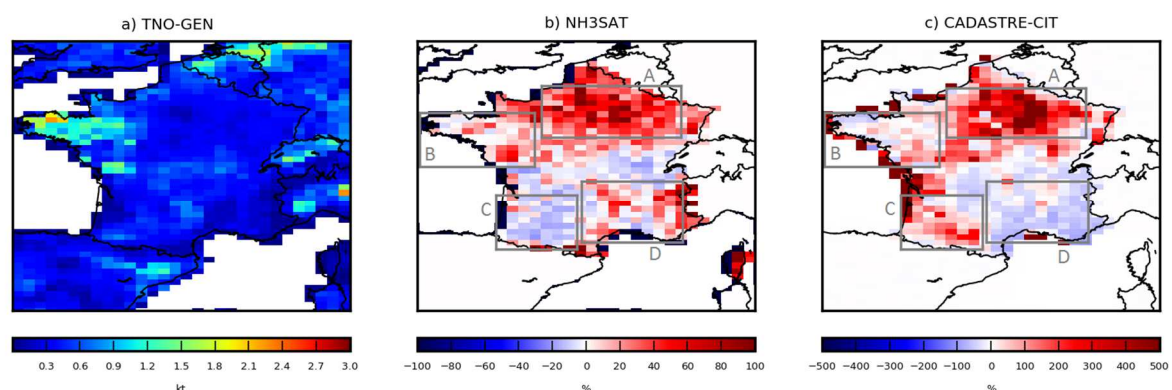 a) TNO-GEN
b) NH3SAT
c) CADASTRE-CIT
A
B
C
D
A
B
C
D
0.3 0.6 0.9 1.2 1.5 1.8 2.1 2.4 2.7 3.0
kt
−100 −80 −60 −40 −20 0 20 40 60 80 100
%
−500 −400 −300 −200 −100 0 100 200 300 400 500
%